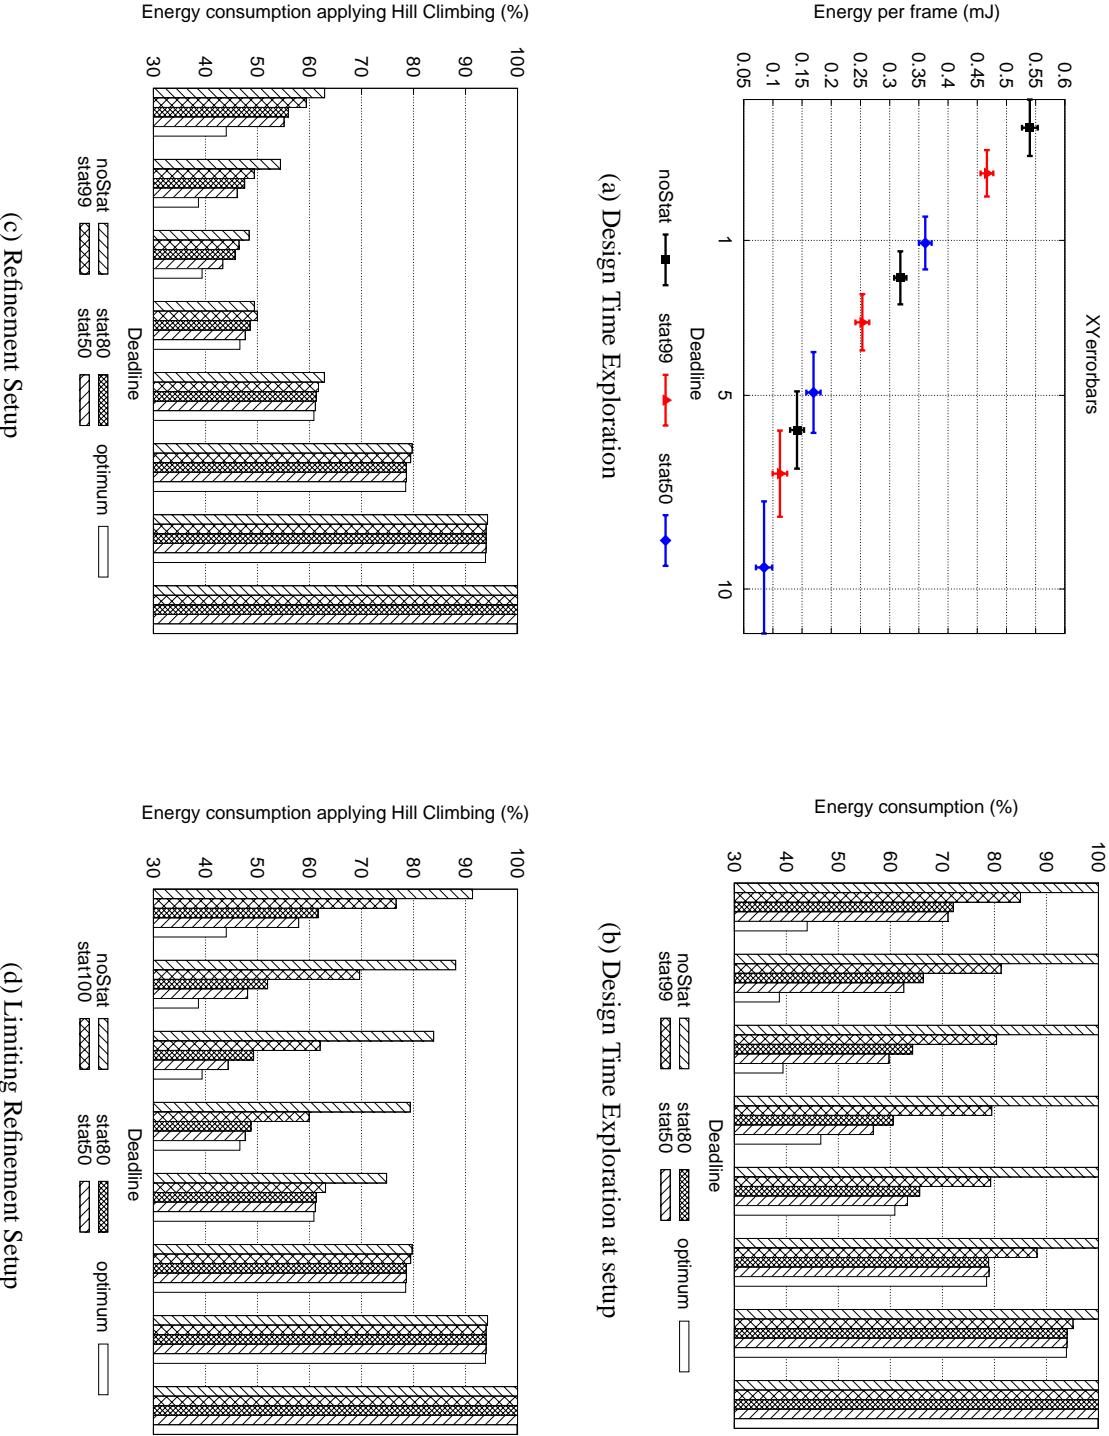 XYerrorbars
Energy per frame (mJ)
0.6
0.55
0.5
0.45
0.4
0.35
0.3
0.25
0.2
0.15
0.1
0.05
1
5
10
Deadline
noStat
stat99
stat50
(a) Design Time Exploration
Energy consumption (%)
100
90
80
70
60
50
40
30
Deadline
noStat
stat99
stat80
stat50
optimum
(b) Design Time Exploration at setup
Energy consumption applying Hill Climbing (%)
100
90
80
70
60
50
40
30
Deadline
noStat
stat99
stat80
stat50
optimum
(c) Refinement Setup
Energy consumption applying Hill Climbing (%)
100
90
80
70
60
50
40
30
Deadline
noStat
stat100
stat80
stat50
optimum
(d) Limiting Refinement Setup